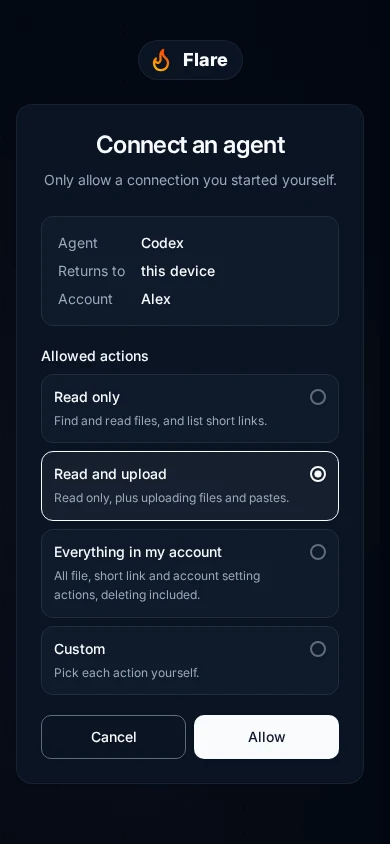 Flare
Connect an agent
Only allow a connection you started yourself.
Agent Codex
Returns to this device
Account Alex
Allowed actions
Read only
Find and read files, and list short links.
Read and upload
Read only, plus uploading files and pastes.
Everything in my account
All file, short link and account setting
actions, deleting included.
Custom
Pick each action yourself.
Cancel Allow